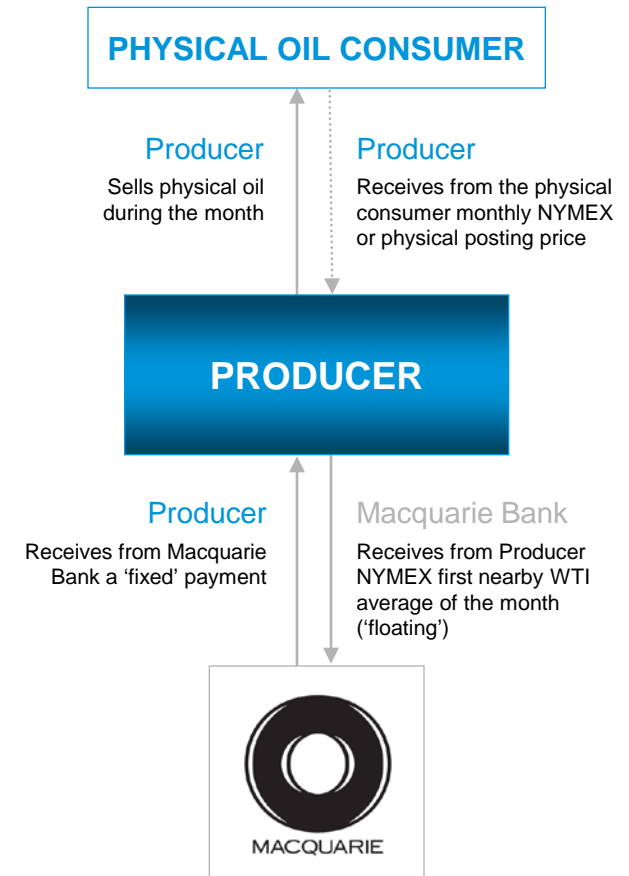 PHYSICAL OIL CONSUMER
Producer
Sells physical oil
during the month
Producer
Receives from the physical
consumer monthly NYMEX
or physical posting price
PRODUCER
Producer
Receives from Macquarie
Bank a ‘fixed’ payment
Macquarie Bank
Receives from Producer
NYMEX first nearby WTI
average of the month
(‘floating’)
MACQUARIE